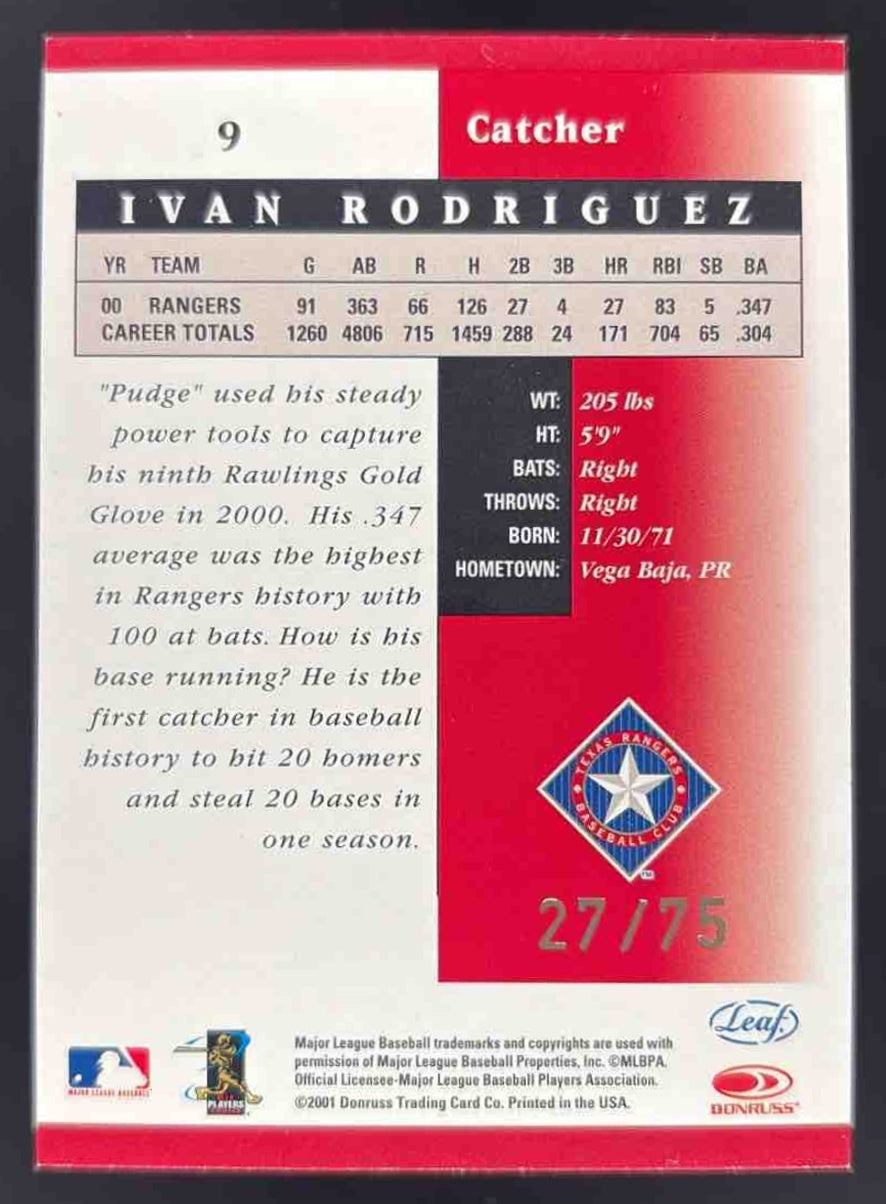 9
Catcher
IVAN RODRIGUEZ
YR TEAM G AB R H 2B 3B HR RBI SB BA
00 RANGERS 91 363 66 126 27 4 27 83 5 .347
CAREER TOTALS 1260 4806 715 1459 288 24 171 704 65 .304
"Pudge" used his steady
power tools to capture
his ninth Rawlings Gold
Glove in 2000. His .347
average was the highest
in Rangers history with
100 at bats. How is his
base running? He is the
first catcher in baseball
history to hit 20 homers
and steal 20 bases in
one season.
WT: 205 lbs
HT: 5'9"
BATS: Right
THROWS: Right
BORN: 11/30/71
HOMETOWN: Vega Baja, PR
TEXAS RANGERS
BASEBALL CLUB
TM
27/75
Leaf
DONRUSS
MAJOR LEAGUE BASEBALL
PLAYERS
Major League Baseball trademarks and copyrights are used with
permission of Major League Baseball Properties, Inc. ©MLBPA.
Official Licensee-Major League Baseball Players Association.
©2001 Donruss Trading Card Co. Printed in the USA.